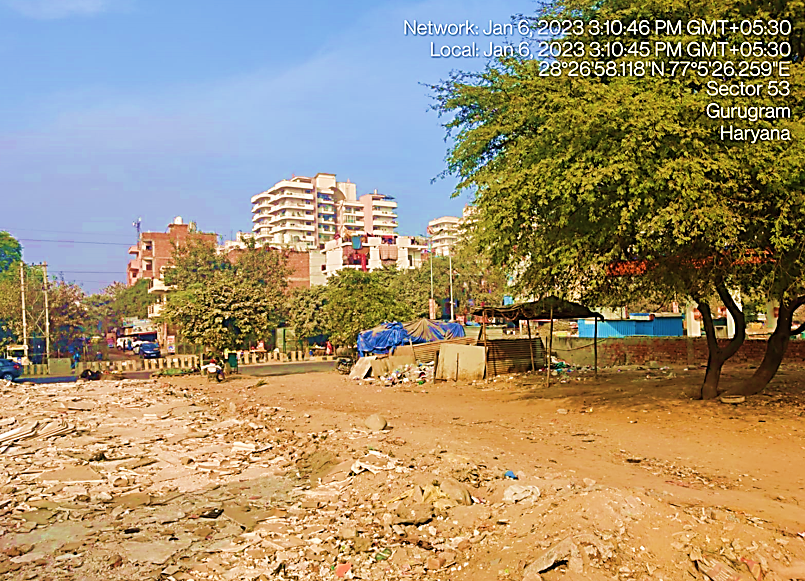 Network: Jan 6, 2023 3:10:46 PM GMT+05:30
Local: Jan 6, 2023 3:10:45 PM GMT+05:30
28°26'58.118"N 77°5'26.259"E
Sector 53
Gurugram
Haryana